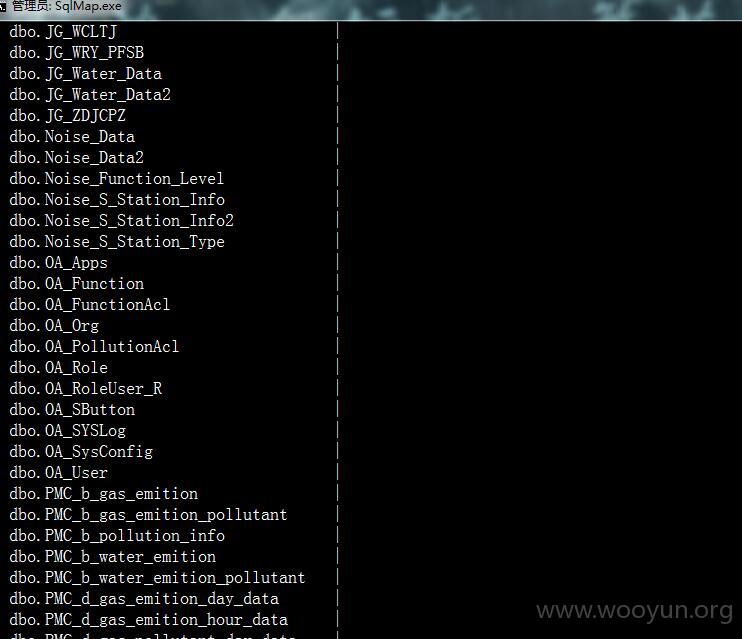 管理员: SqlMap.exe
dbo.JG_WCLTJ |
dbo.JG_WRY_PFSB |
dbo.JG_Water_Data |
dbo.JG_Water_Data2 |
dbo.JG_ZDJCPZ |
dbo.Noise_Data |
dbo.Noise_Data2 |
dbo.Noise_Function_Level |
dbo.Noise_S_Station_Info |
dbo.Noise_S_Station_Info2 |
dbo.Noise_S_Station_Type |
dbo.OA_Apps |
dbo.OA_Function |
dbo.OA_FunctionAcl |
dbo.OA_Org |
dbo.OA_PollutionAcl |
dbo.OA_Role |
dbo.OA_RoleUser_R |
dbo.OA_SButton |
dbo.OA_SYSLog |
dbo.OA_SysConfig |
dbo.OA_User |
dbo.PMC_b_gas_emition |
dbo.PMC_b_gas_emition_pollutant |
dbo.PMC_b_pollution_info |
dbo.PMC_b_water_emition |
dbo.PMC_b_water_emition_pollutant |
dbo.PMC_d_gas_emition_day_data |
dbo.PMC_d_gas_emition_hour_data |
dbo.PMC_d_gas_pollutant_day_data |
www.wooyun.org